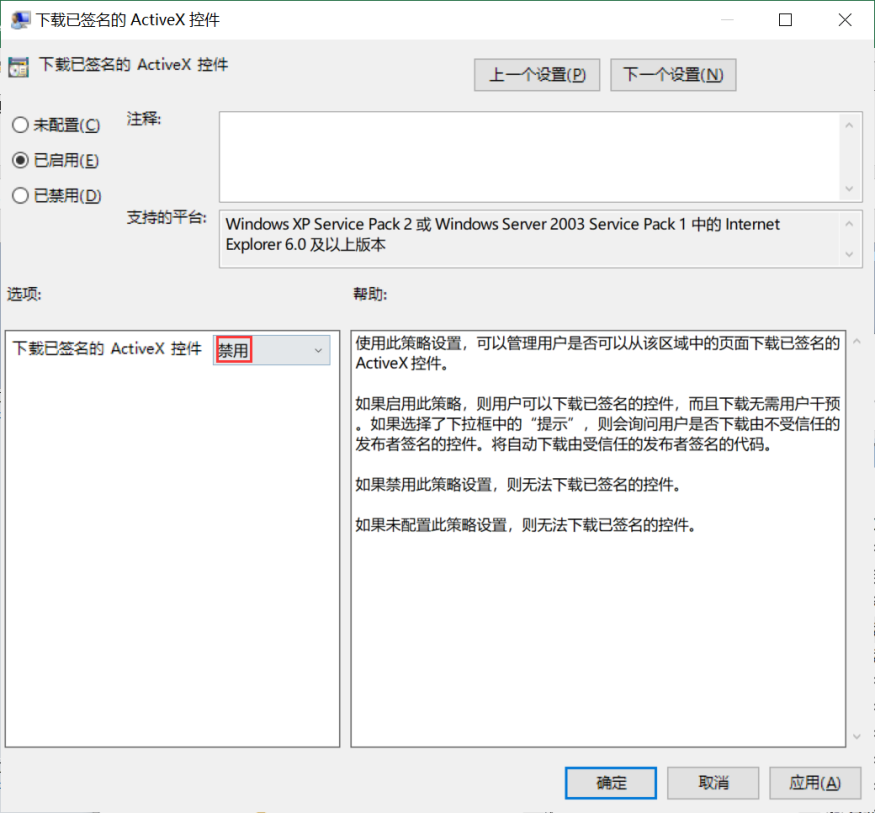 下载已签名的 ActiveX 控件
下载已签名的 ActiveX 控件
上一个设置(P)
下一个设置(N)
未配置(C)
已启用(E)
已禁用(D)
注释:
支持的平台:
Windows XP Service Pack 2 或 Windows Server 2003 Service Pack 1 中的 Internet
Explorer 6.0 及以上版本
选项:
帮助:
下载已签名的 ActiveX 控件
禁用
使用此策略设置，可以管理用户是否可以从该区域中的页面下载已签名的
ActiveX 控件。
如果启用此策略，则用户可以下载已签名的控件，而且下载无需用户干预
。如果选择了下拉框中的“提示”，则会询问用户是否下载由不受信任的
发布者签名的控件。将自动下载由受信任的发布者签名的代码。
如果禁用此策略设置，则无法下载已签名的控件。
如果未配置此策略设置，则无法下载已签名的控件。
确定
取消
应用(A)